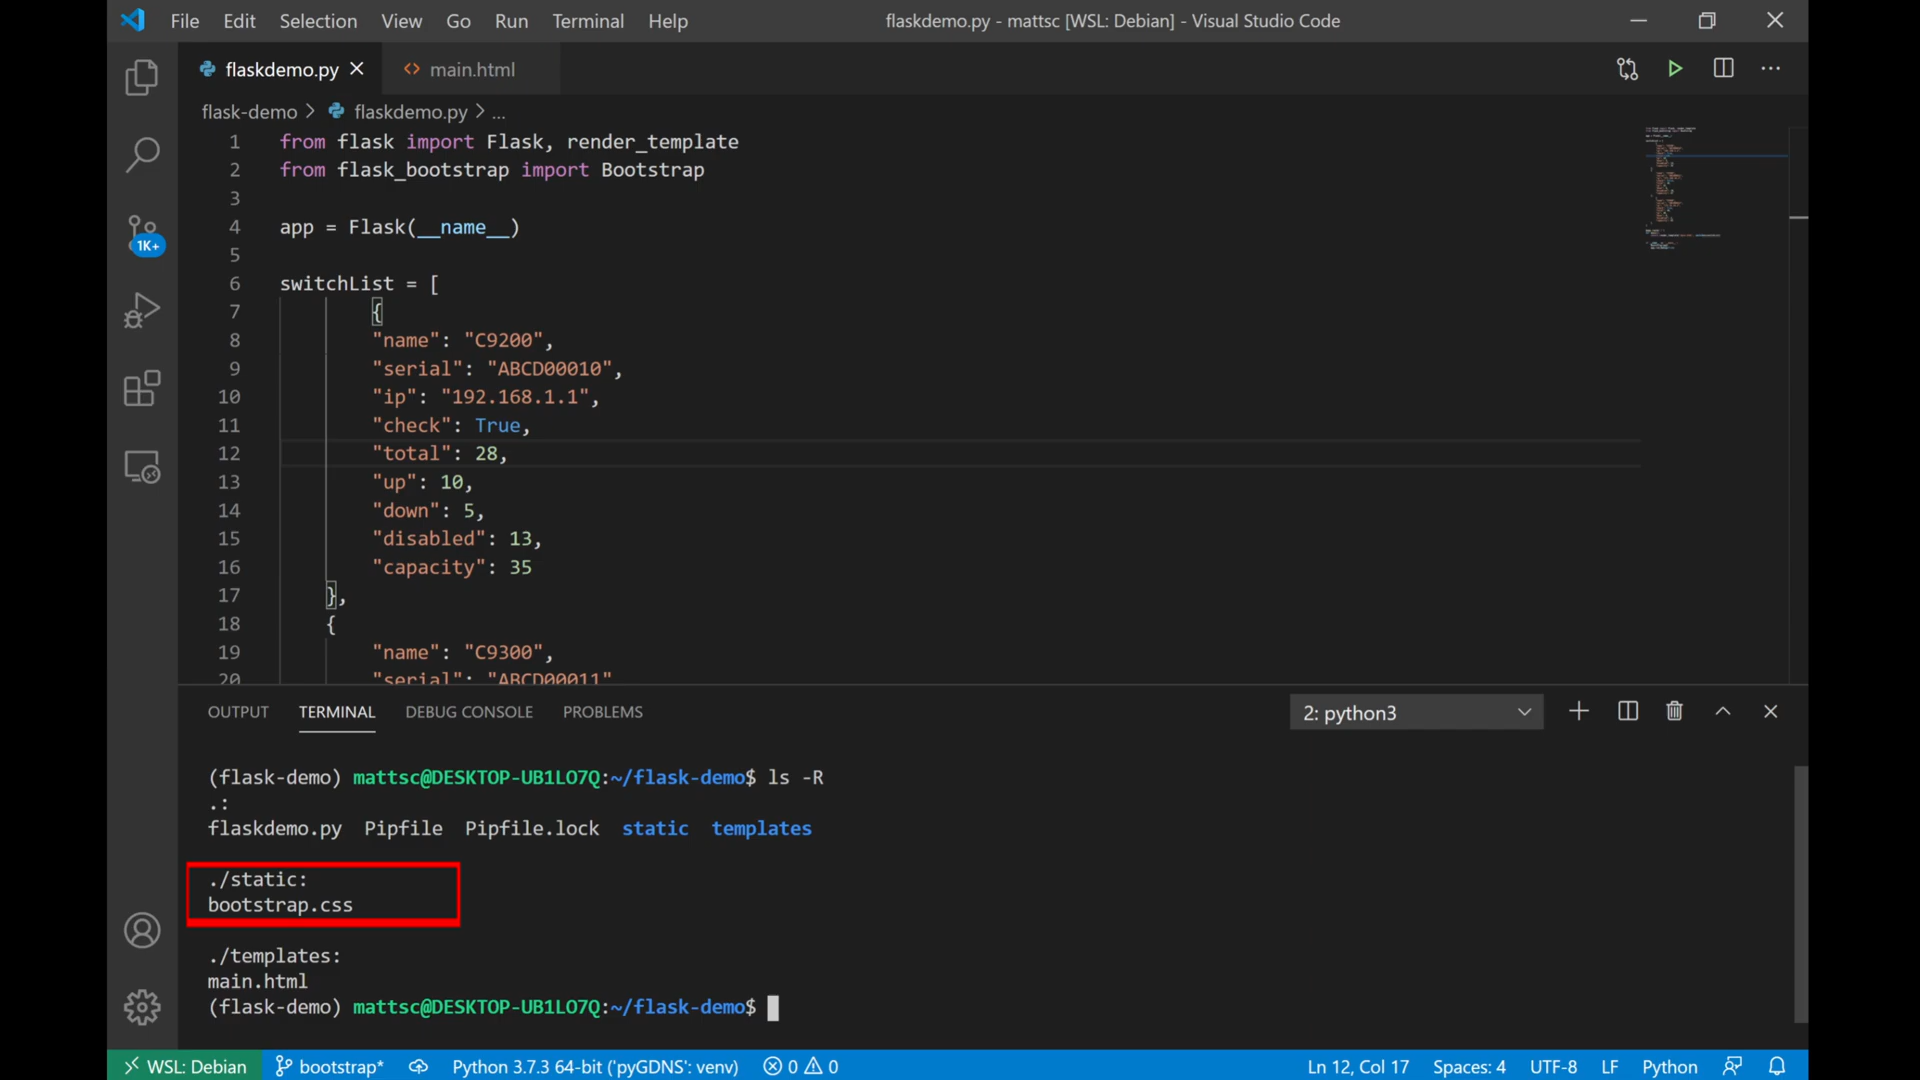 File Edit Selection View Go Run Terminal Help flaskdemo.py - mattsc [WSL: Debian] - Visual Studio Code
flaskdemo.py main.html
flask-demo > flaskdemo.py > ...
1 from flask import Flask, render_template
2 from flask_bootstrap import Bootstrap
3
4 app = Flask(__name__)
5
6 switchList = [
7 {
8 "name": "C9200",
9 "serial": "ABCD00010",
10 "ip": "192.168.1.1",
11 "check": True,
12 "total": 28,
13 "up": 10,
14 "down": 5,
15 "disabled": 13,
16 "capacity": 35
17 },
18 {
19 "name": "C9300",
20 "serial": "ABCD00011"
1K+
OUTPUT TERMINAL DEBUG CONSOLE PROBLEMS 2: python3
(flask-demo) mattsc@DESKTOP-UB1LO7Q:~/flask-demo$ ls -R
.:
flaskdemo.py Pipfile Pipfile.lock static templates
./static:
bootstrap.css
./templates:
main.html
(flask-demo) mattsc@DESKTOP-UB1LO7Q:~/flask-demo$
WSL: Debian bootstrap* Python 3.7.3 64-bit ('pyGDNS': venv) 0 0 Ln 12, Col 17 Spaces: 4 UTF-8 LF Python